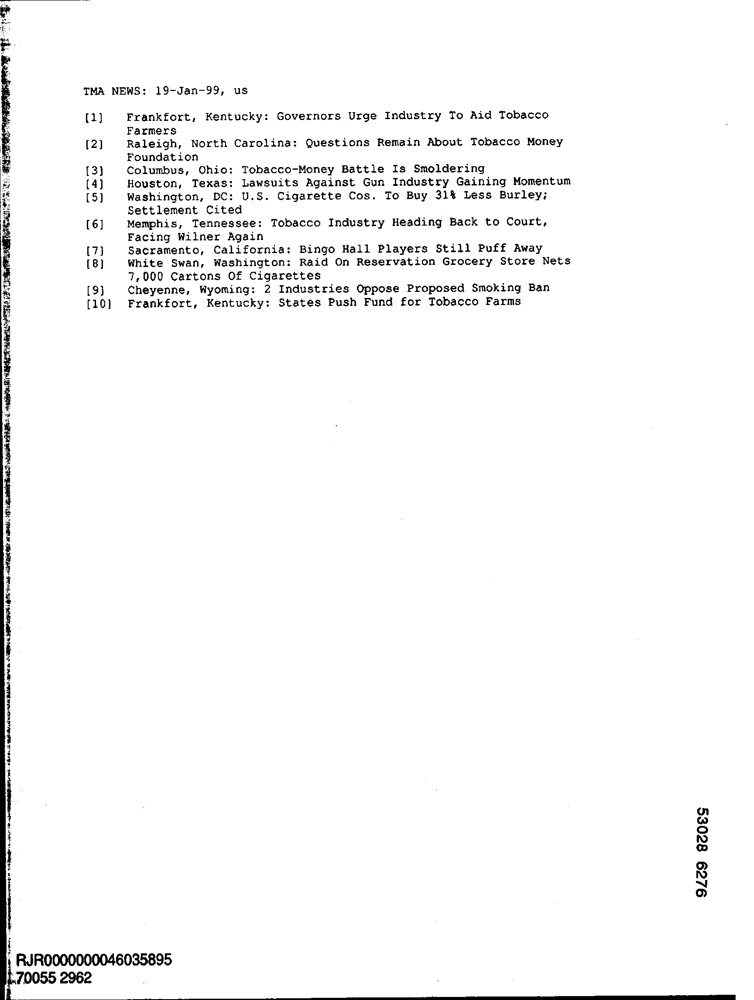 TMA NEWS: 19-Jan-99, us
[1] Frankfort, Kentucky: Governors Urge Industry To Aid Tobacco
Farmers
[2] Raleigh, North Carolina: Questions Remain About Tobacco Money
Foundation
[3] Columbus, Ohio: Tobacco-Money Battle Is Smoldering
[4] Houston, Texas: Lawsuits Against Gun Industry Gaining Momentum
[5] Washington, DC: U.S. Cigarette Cos. To Buy 31% Less Burley;
Settlement Cited
[6] Memphis, Tennessee: Tobacco Industry Heading Back to Court,
Facing Wilner Again
[7] Sacramento, California: Bingo Hall Players Still Puff Away
[8] White Swan, Washington: Raid On Reservation Grocery Store Nets
7,000 Cartons Of Cigarettes
[9] Cheyenne, Wyoming: 2 Industries Oppose Proposed Smoking Ban
[10] Frankfort, Kentucky: States Push Fund for Tobacco Farms
53028 6276
RJR0000000046035895
70055 2962